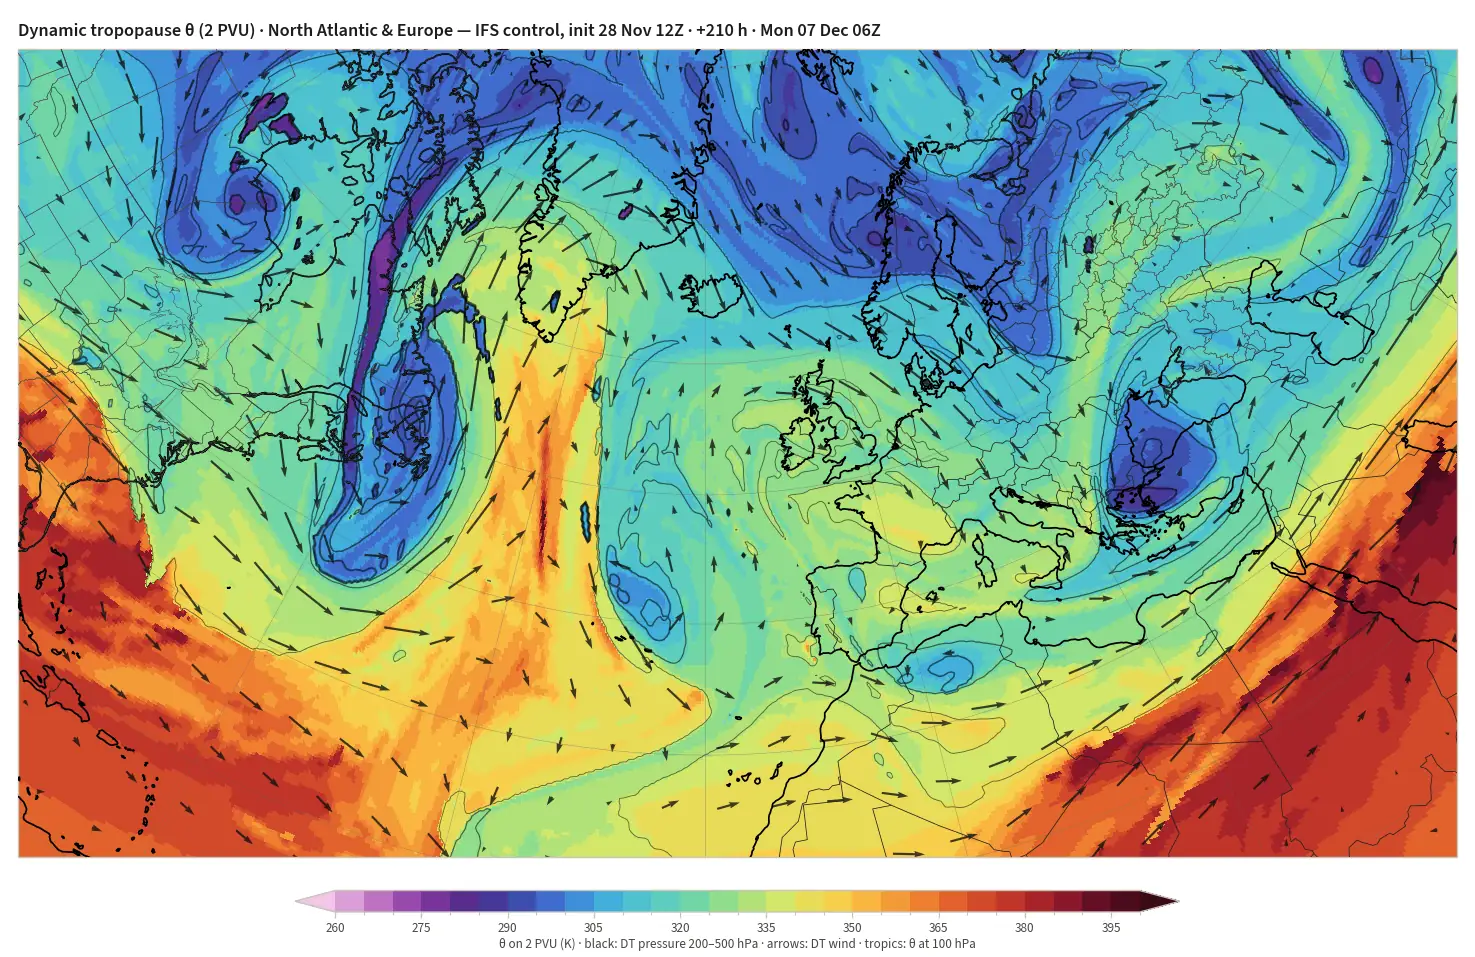 Dynamic tropopause θ (2 PVU) · North Atlantic & Europe — IFS control, init 28 Nov 12Z · +210 h · Mon 07 Dec 06Z
260 275 290 305 320 335 350 365 380 395
θ on 2 PVU (K) · black: DT pressure 200–500 hPa · arrows: DT wind · tropics: θ at 100 hPa